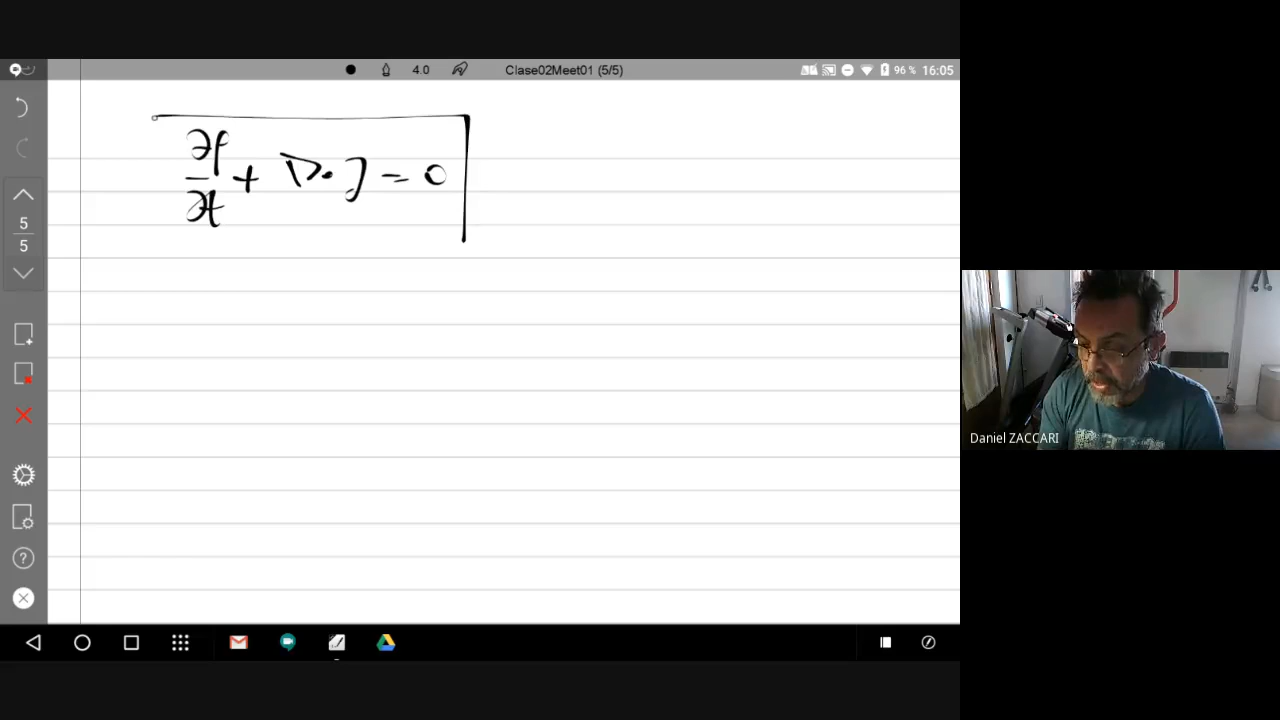 4.0 Clase02Meet01 (5/5) 96 % 16:05
∂ρ/∂t + ∇·J = 0
5
5
Daniel ZACCARI